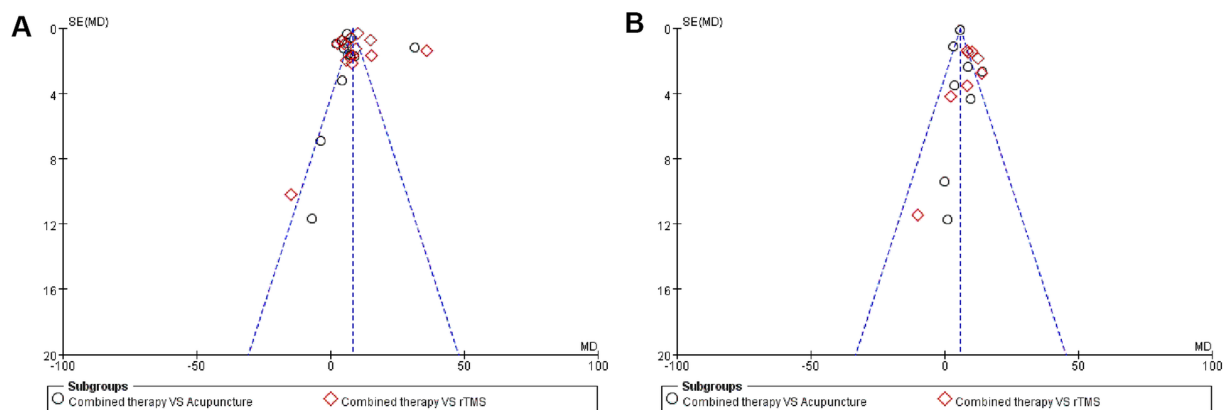 A
SE(MD)
0
4
8
12
16
20
-100
-50
0
50
100
MD
Subgroups
Combined therapy VS Acupuncture
Combined therapy VS rTMS
B
SE(MD)
0
4
8
12
16
20
-100
-50
0
50
100
MD
Subgroups
Combined therapy VS Acupuncture
Combined therapy VS rTMS